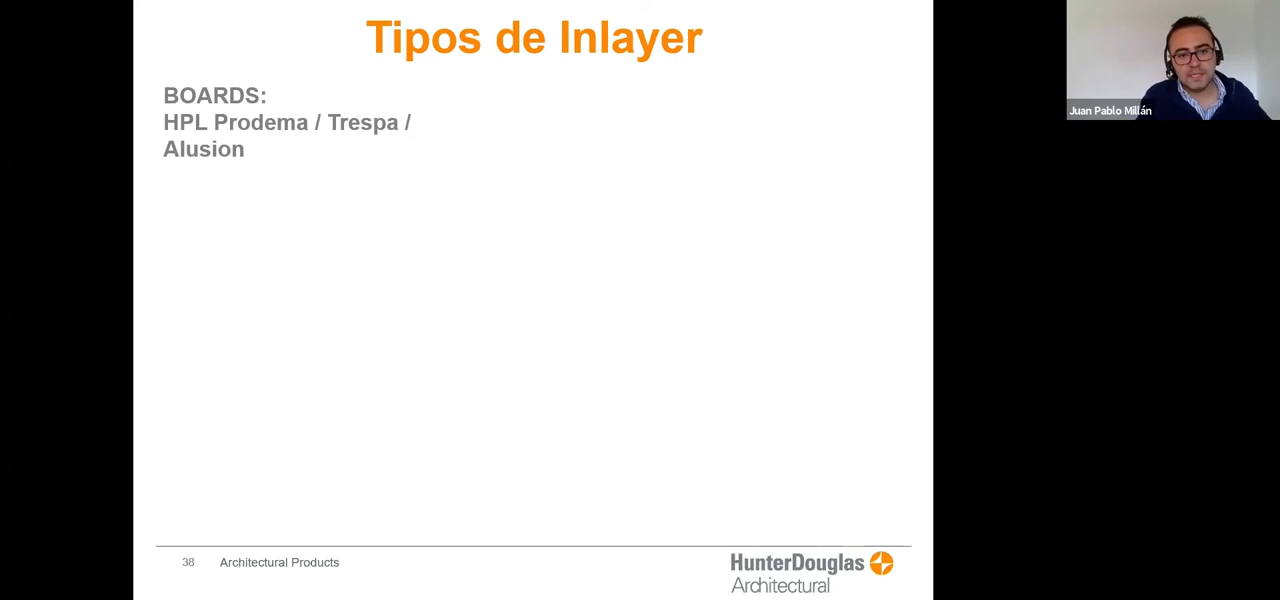 Tipos de Inlayer
BOARDS:
HPL Prodema / Trespa /
Alusion
Juan Pablo Millán
38 Architectural Products
HunterDouglas
Architectural